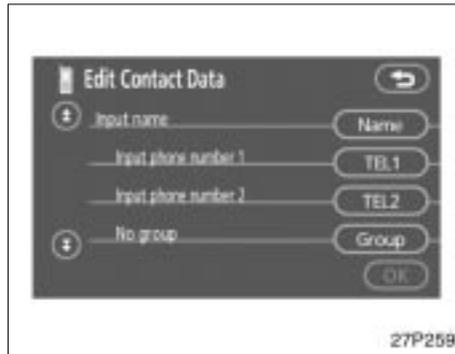 Edit Contact Data
Input name Name
Input phone number 1 TEL1
Input phone number 2 TEL2
No group Group
OK
27P259